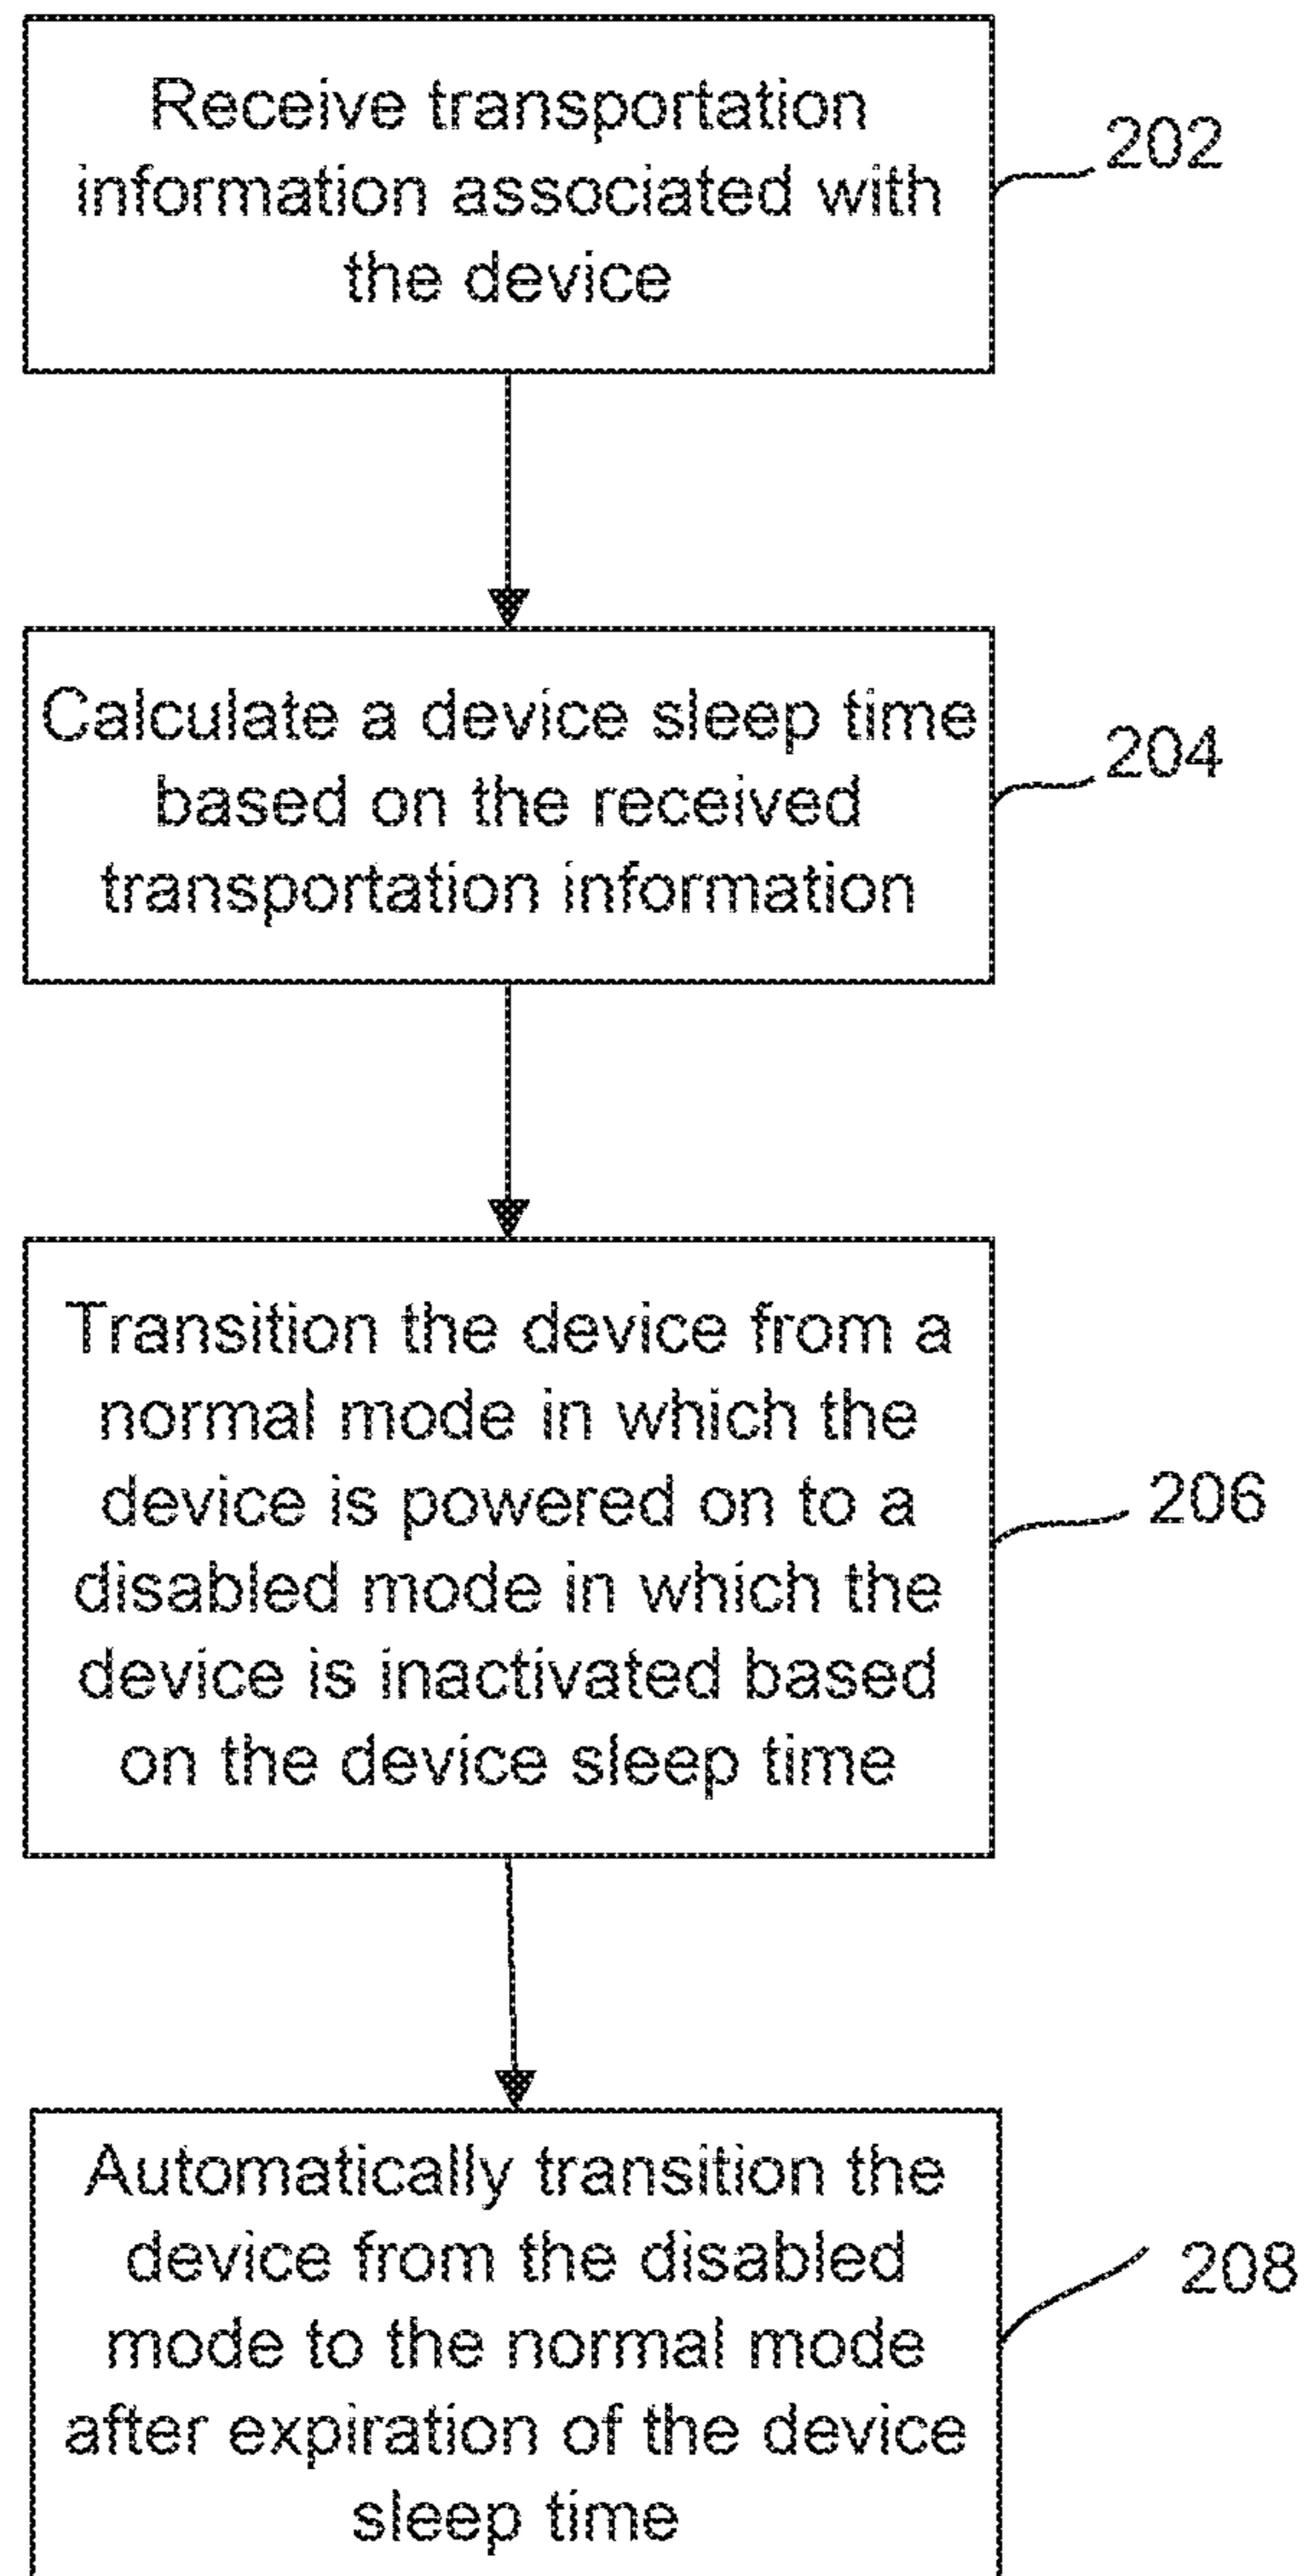 Receive transportation
information associated with
the device
202
Calculate a device sleep time
based on the received
transportation information
204
Transition the device from a
normal mode in which the
device is powered on to a
disabled mode in which the
device is inactivated based
on the device sleep time
206
Automatically transition the
device from the disabled
mode to the normal mode
after expiration of the device
sleep time
208